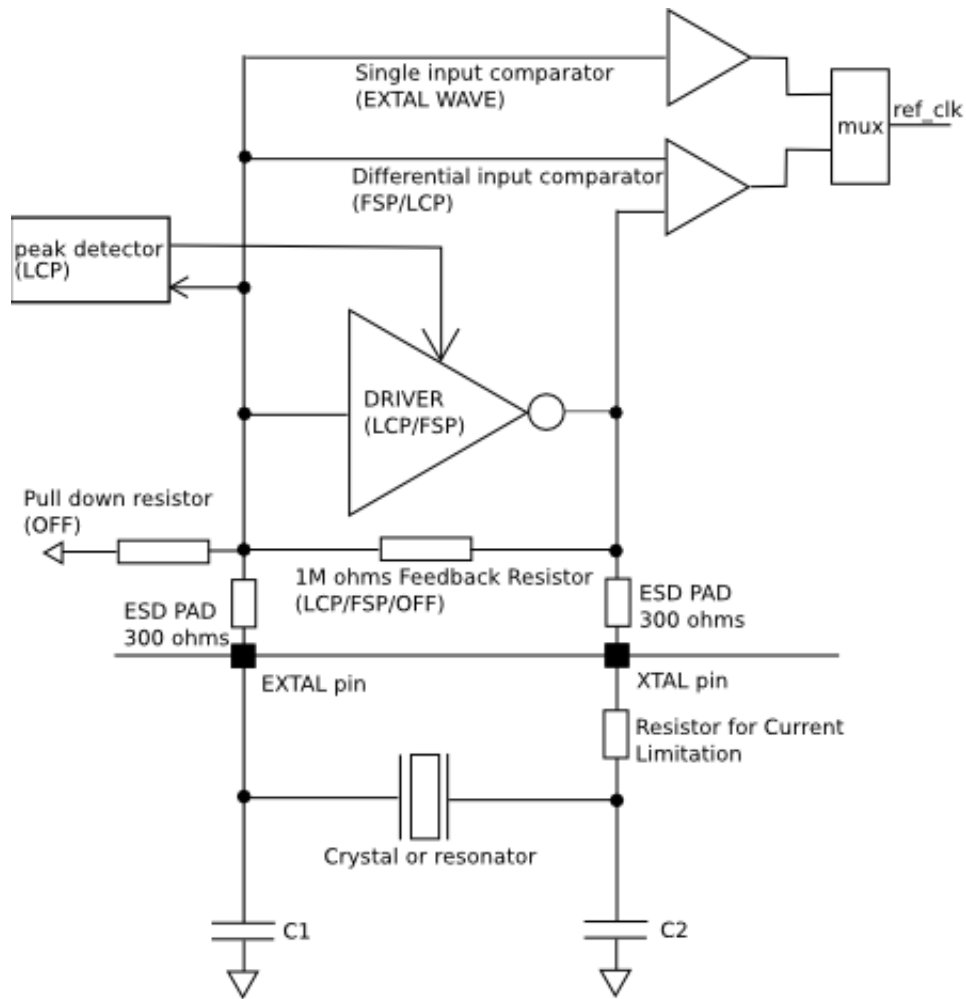 Single input comparator
(EXTAL WAVE)
ref_clk
mux
Differential input comparator
(FSP/LCP)
peak detector
(LCP)
DRIVER
(LCP/FSP)
Pull down resistor
(OFF)
1M ohms Feedback Resistor
(LCP/FSP/OFF)
ESD PAD
300 ohms
ESD PAD
300 ohms
EXTAL pin
XTAL pin
Resistor for Current
Limitation
Crystal or resonator
C1
C2